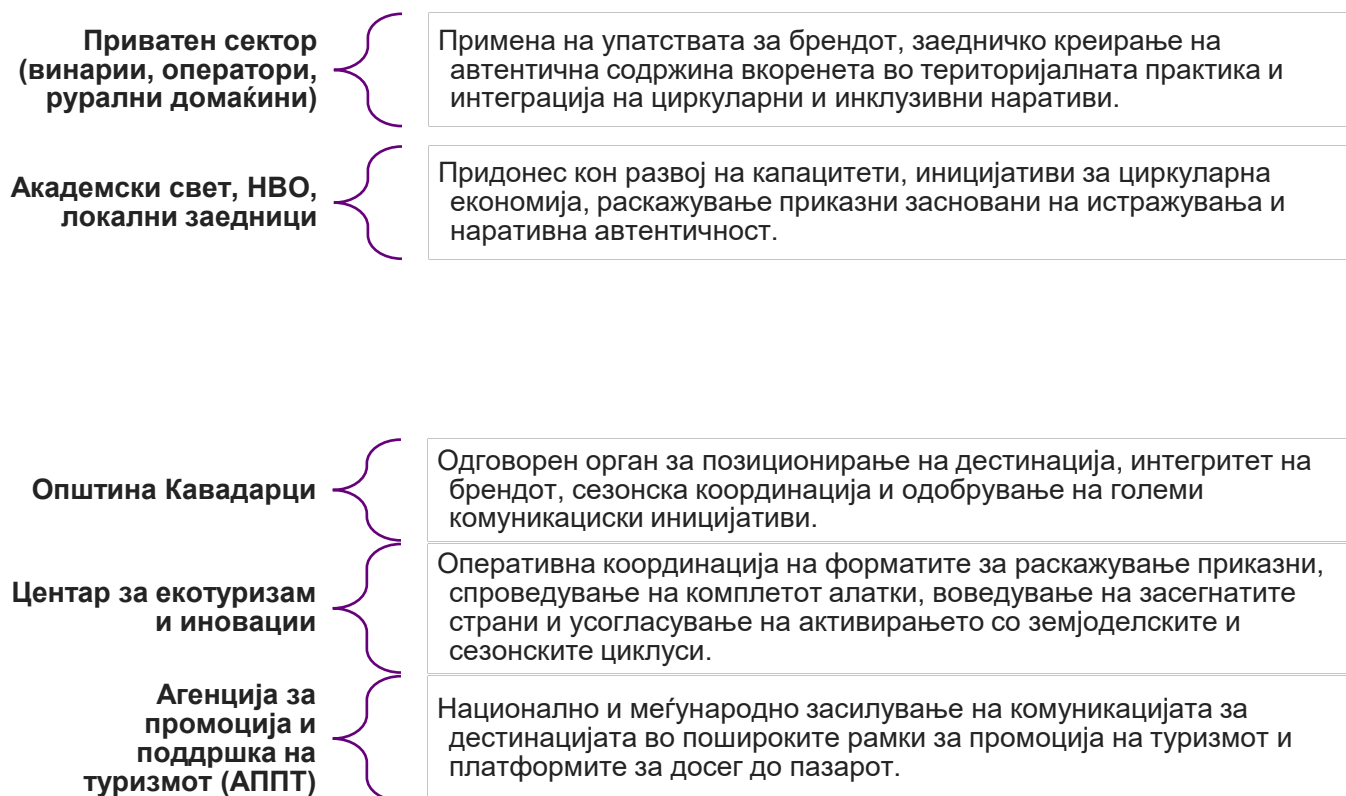 Приватен сектор
(винарии, оператори,
рурални домаќини)
Примена на упатствата за брендот, заедничко креирање на
автентична содржина вкоренета во територијалната практика и
интеграција на циркуларни и инклузивни наративи.
Академски свет, НВО,
локални заедници
Придонес кон развој на капацитети, иницијативи за циркуларна
економија, раскажување приказни засновани на истражувања и
наративна автентичност.
Општина Кавадарци
Одговорен орган за позиционирање на дестинација, интегритет на
брендот, сезонска координација и одобрување на големи
комуникациски иницијативи.
Центар за екотуризам
и иновации
Оперативна координација на форматите за раскажување приказни,
спроведување на комплетот алатки, воведување на засегнатите
страни и усогласување на активирањето со земјоделските и
сезонските циклуси.
Агенција за
промоција и
поддршка на
туризмот (АППТ)
Национално и меѓународно засилување на комуникацијата за
дестинацијата во пошироките рамки за промоција на туризмот и
платформите за досег до пазарот.